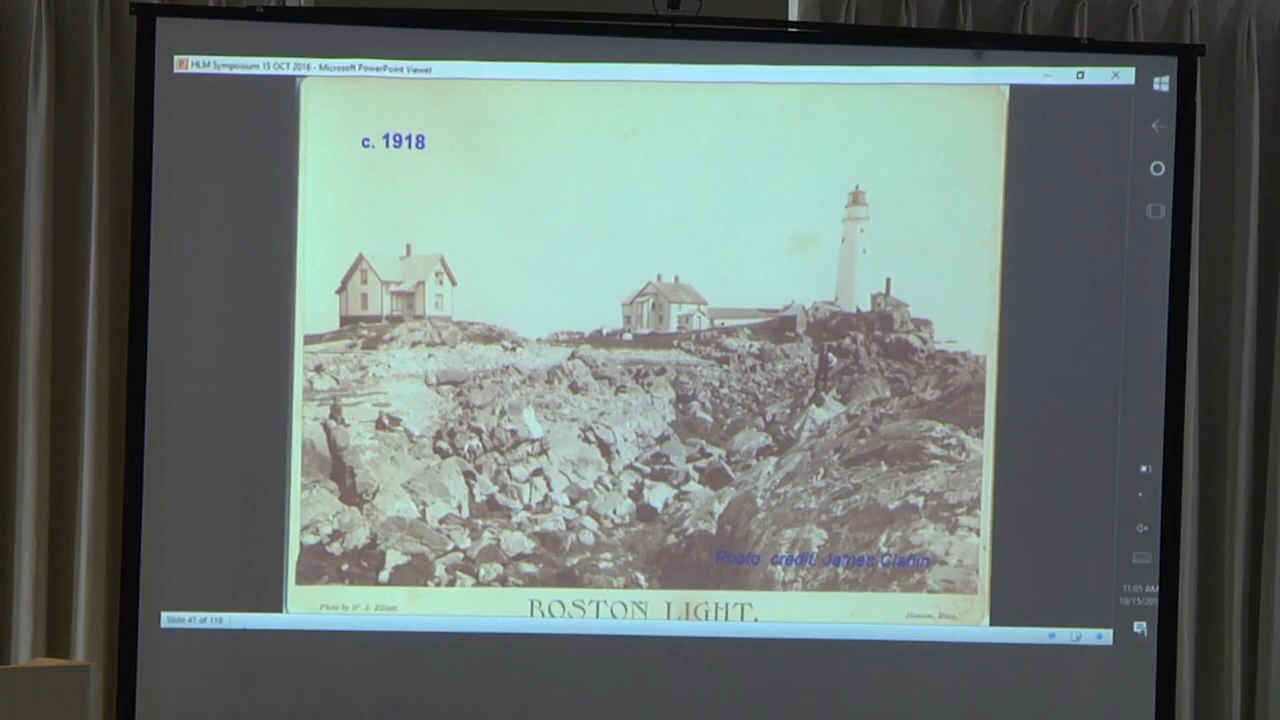 HLM Symposium 15 OCT 2016 - Microsoft PowerPoint Viewer
c. 1918
Photo credit: James Claflin
Photo by W. S. Elliott.
BOSTON LIGHT.
Slide 41 of 118